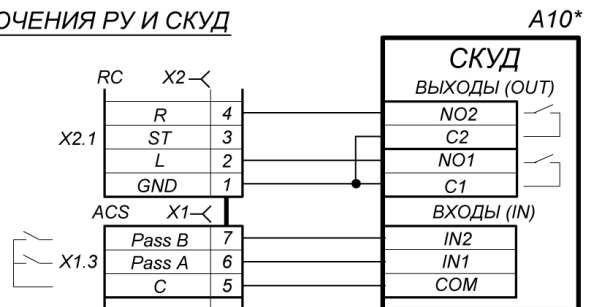 ОЧЕНИЯ РУ И СКУД
A10*
СКУД
ВЫХОДЫ (OUT)
RC X2
R 4 NO2
X2.1 ST 3 C2
L 2 NO1
GND 1 C1
ACS X1 ВХОДЫ (IN)
Pass B 7 IN2
X1.3 Pass A 6 IN1
C 5 COM